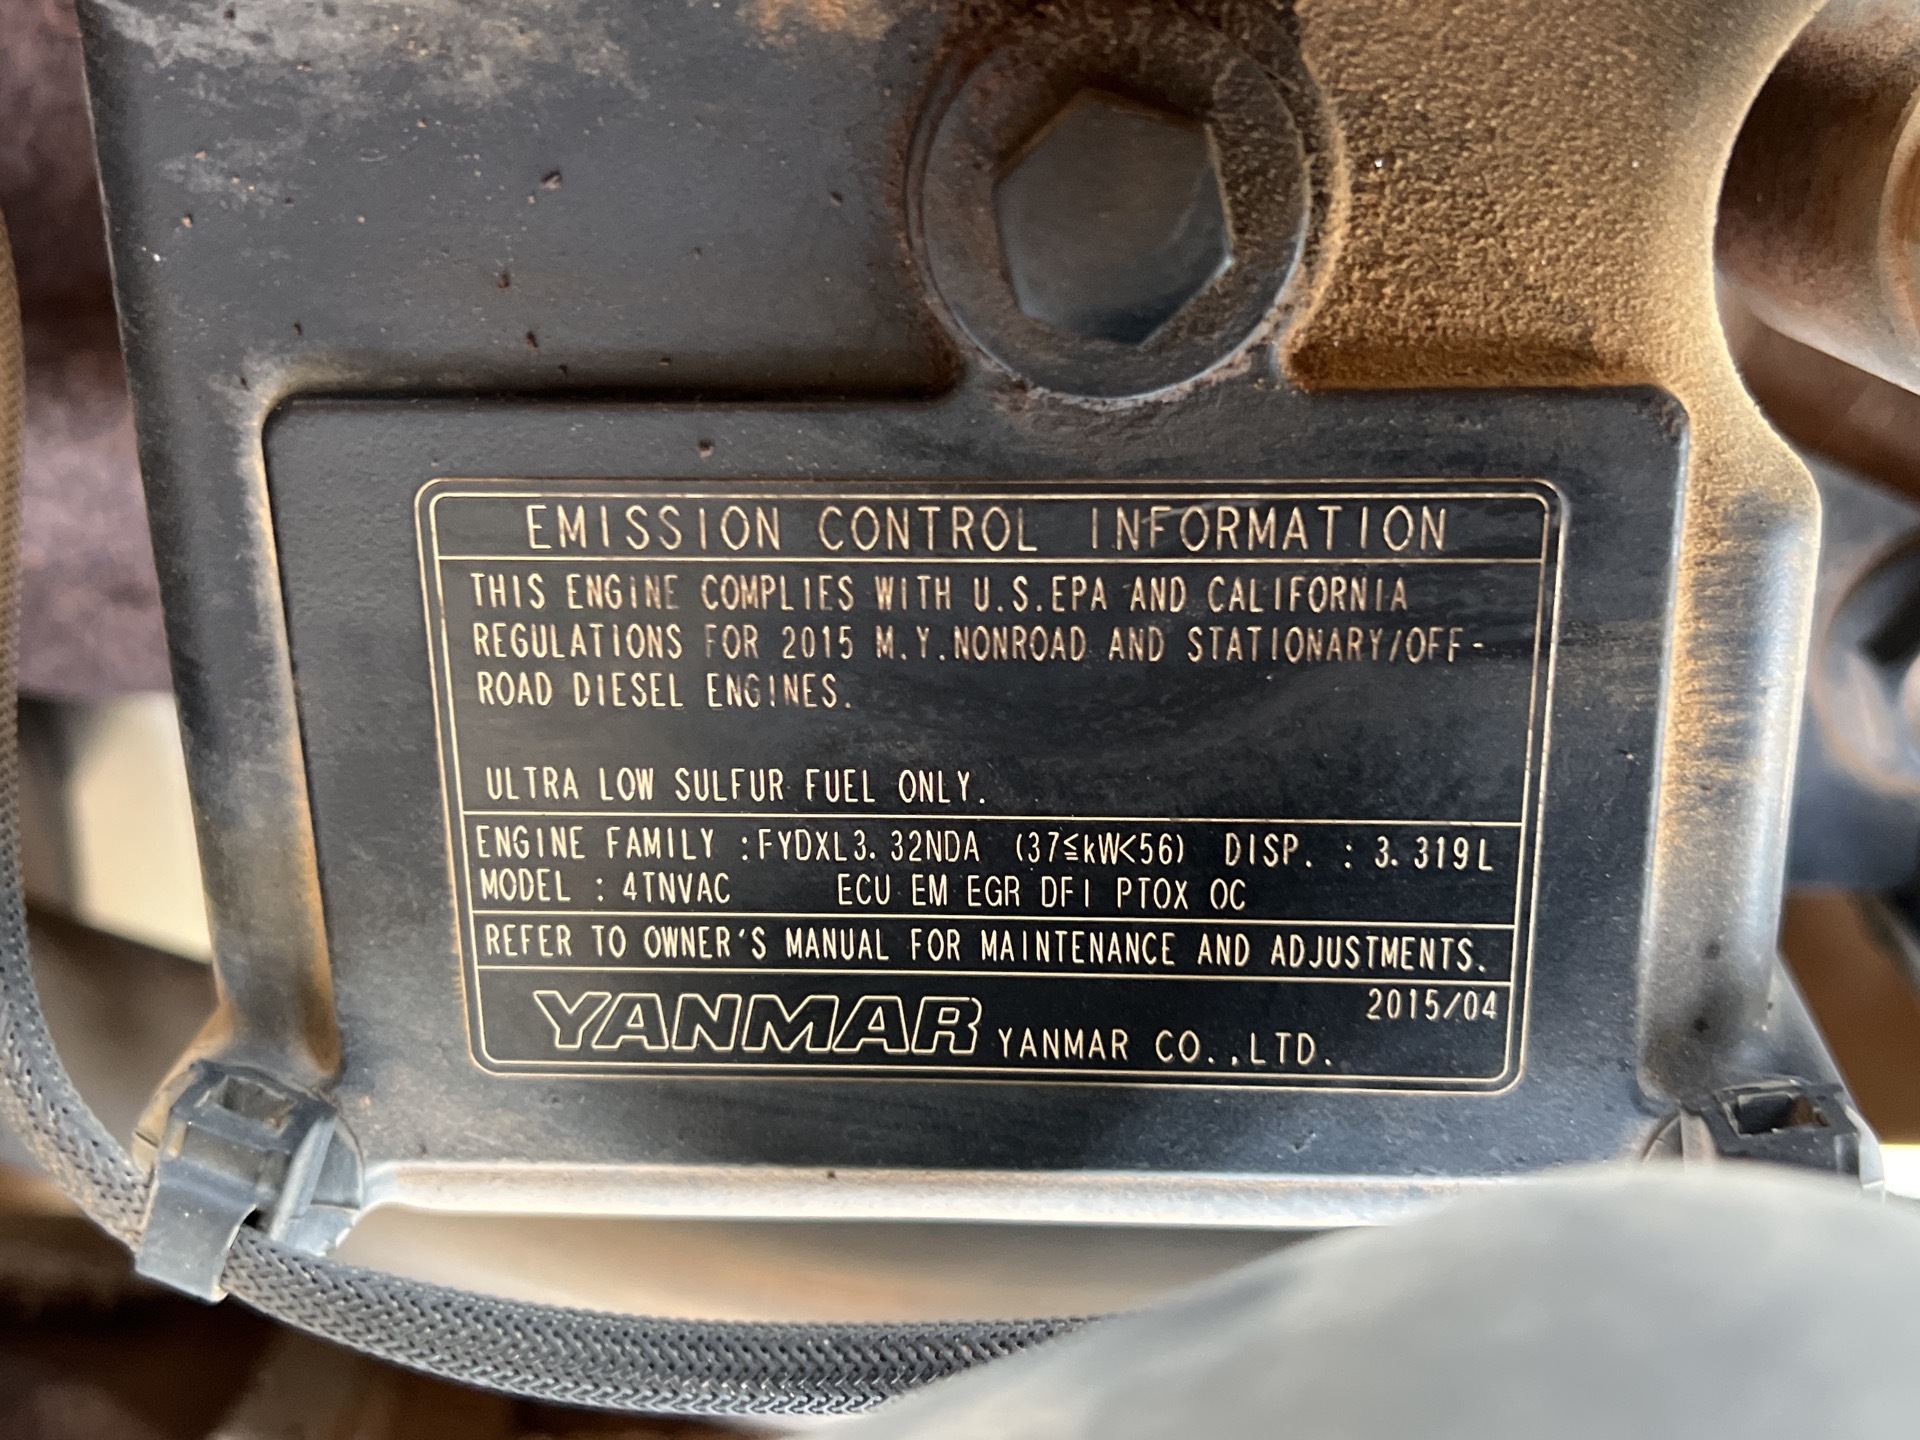 EMISSION CONTROL INFORMATION
THIS ENGINE COMPLIES WITH U.S.EPA AND CALIFORNIA
REGULATIONS FOR 2015 M.Y.NONROAD AND STATIONARY/OFF-
ROAD DIESEL ENGINES.
ULTRA LOW SULFUR FUEL ONLY.
ENGINE FAMILY :FYDXL3.32NDA (37≦kW<56) DISP. : 3.319L
MODEL : 4TNVAC ECU EM EGR DFI PTOX OC
REFER TO OWNER'S MANUAL FOR MAINTENANCE AND ADJUSTMENTS.
2015/04
YANMAR YANMAR CO.,LTD.